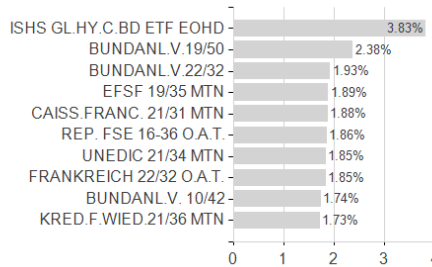 ISHS GL.HY.C.BD ETF EOHD 3.83%
BUNDANL.V.19/50 2.38%
BUNDANL.V.22/32 1.93%
EFSF 19/35 MTN 1.89%
CAISS.FRANC. 21/31 MTN 1.88%
REP. FSE 16-36 O.A.T. 1.86%
UNEDIC 21/34 MTN 1.85%
FRANKREICH 22/32 O.A.T. 1.85%
BUNDANL.V. 10/42 1.74%
KRED.F.WIED.21/36 MTN 1.73%
0 1 2 3